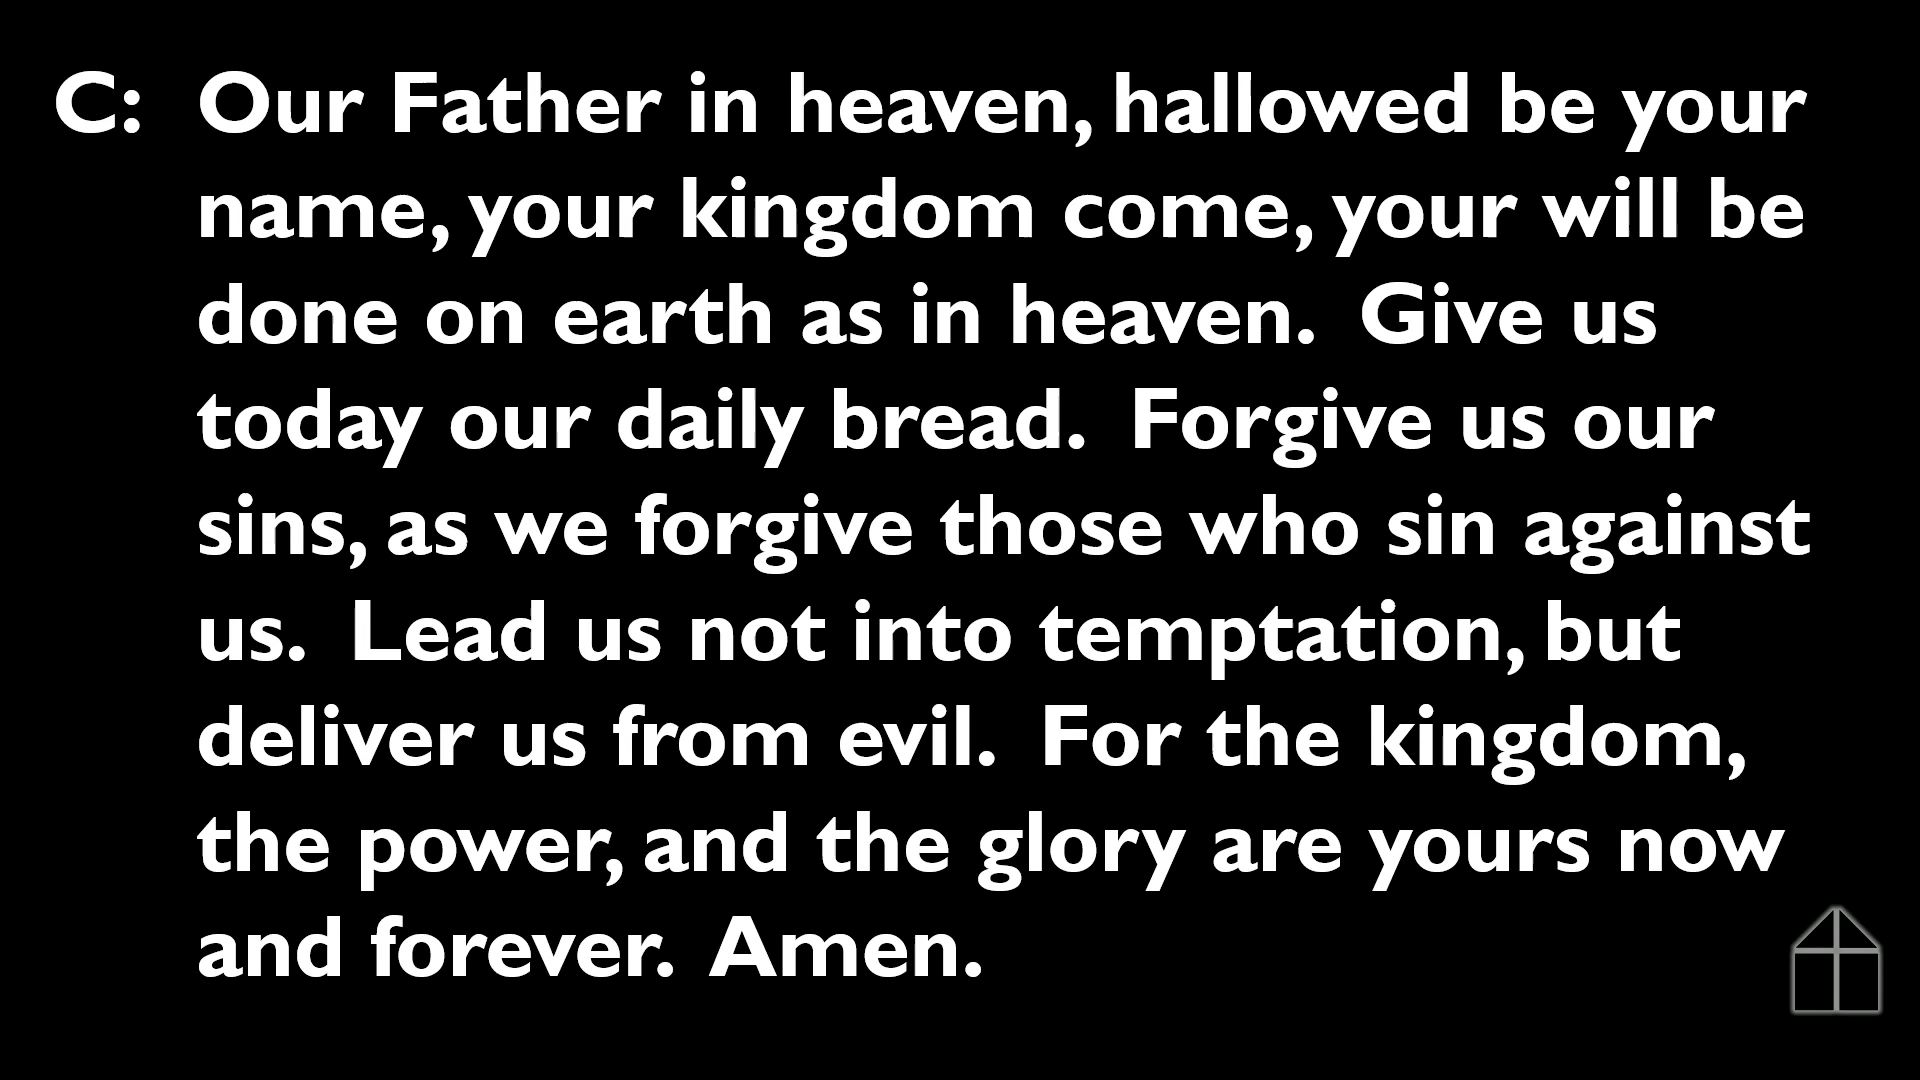 C: Our Father in heaven, hallowed be your
name, your kingdom come, your will be
done on earth as in heaven.  Give us
today our daily bread.  Forgive us our
sins, as we forgive those who sin against
us.  Lead us not into temptation, but
deliver us from evil.  For the kingdom,
the power, and the glory are yours now
and forever.  Amen.